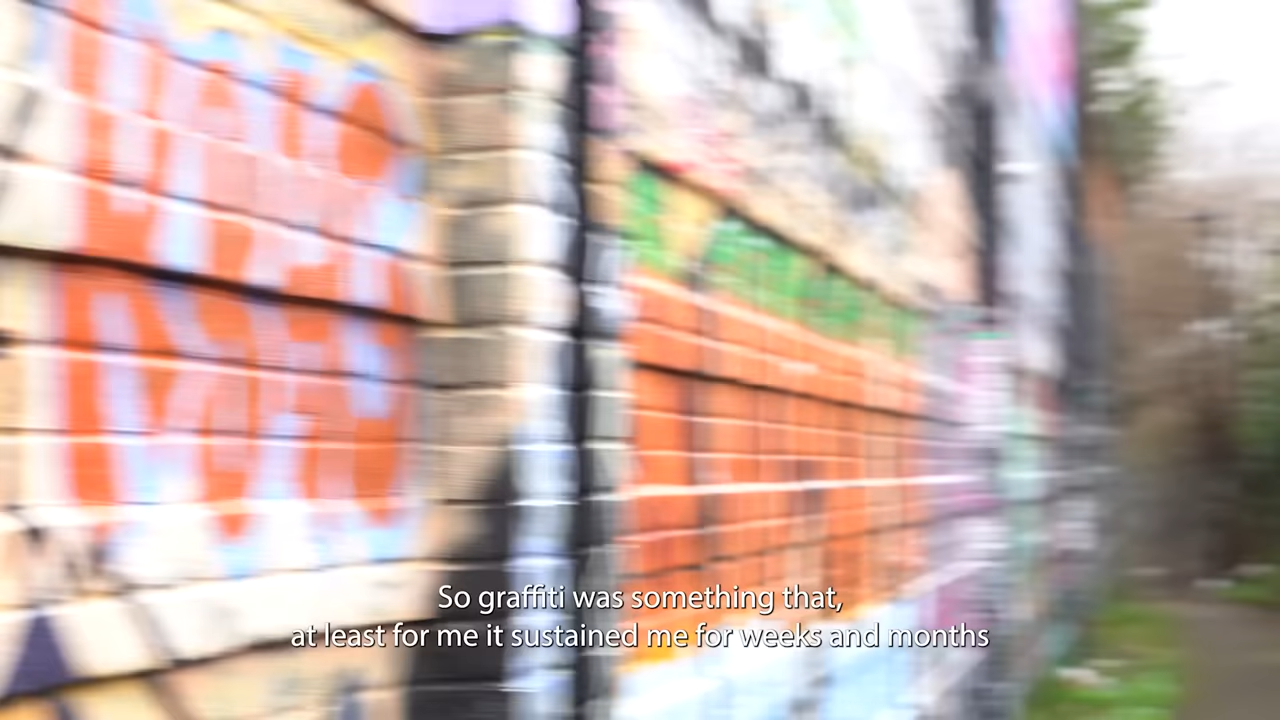 So graffiti was something that,
at least for me it sustained me for weeks and months